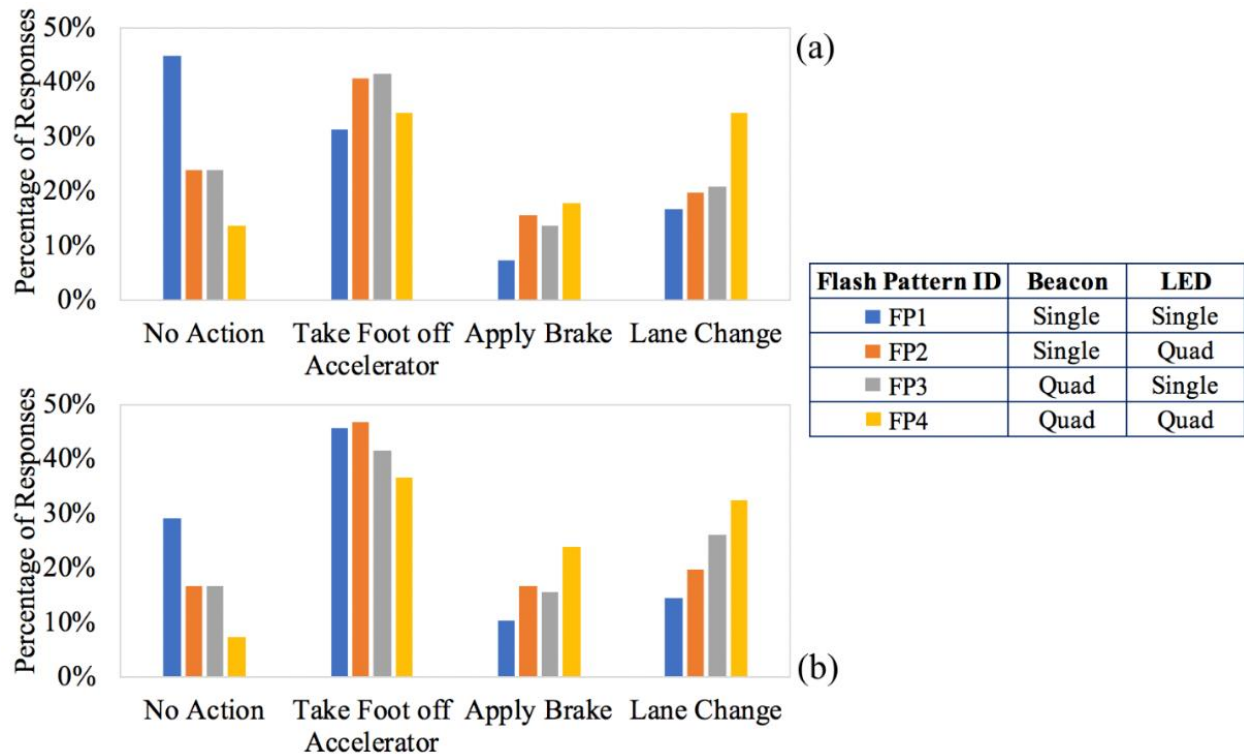 Percentage of Responses
50%
40%
30%
20%
10%
0%
No Action
Take Foot off
Accelerator
Apply Brake
Lane Change
(a)
Flash Pattern ID Beacon LED
FP1 Single Single
FP2 Single Quad
FP3 Quad Single
FP4 Quad Quad
Percentage of Responses
50%
40%
30%
20%
10%
0%
No Action
Take Foot off
Accelerator
Apply Brake
Lane Change
(b)